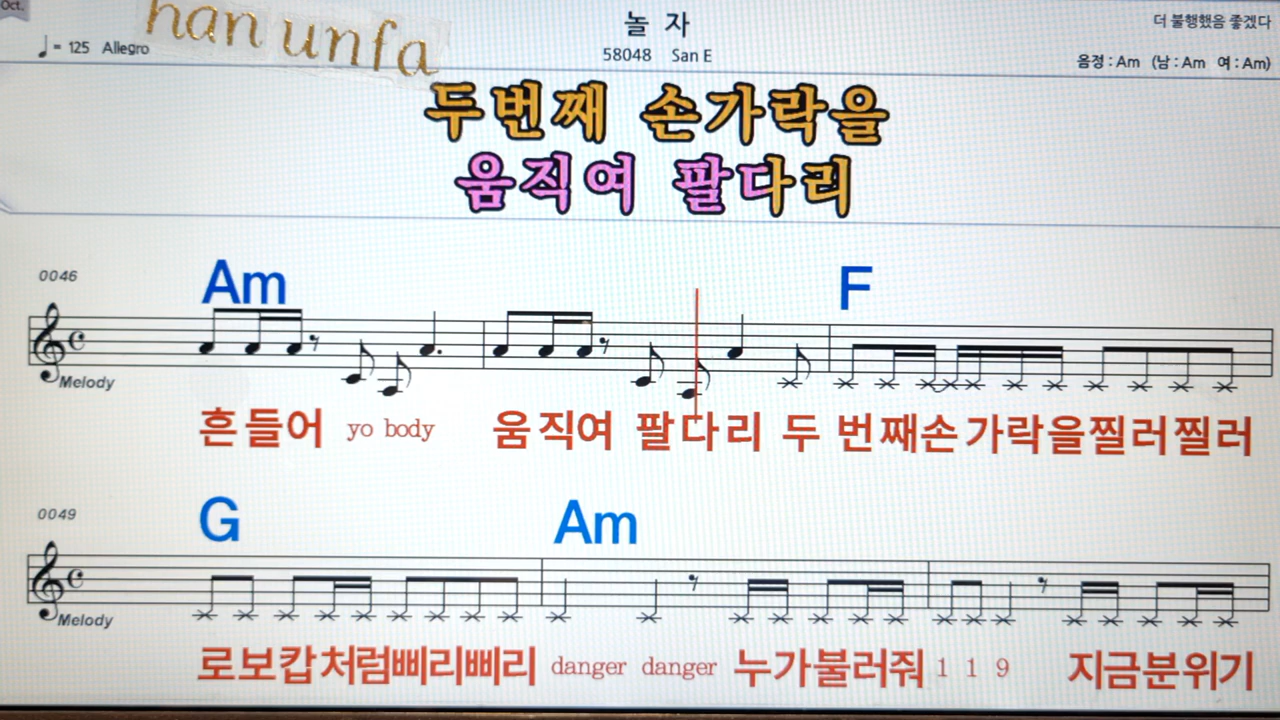 Oct.
han unfa
놀 자
더 불행했음 좋겠다
♩= 125 Allegro
58048 San E
음정 : Am (남 : Am 여 : Am)
두번째 손가락을
움직여 팔다리
0046
Am F
Melody
흔들어 yo body 움직여 팔다리 두 번째손가락을찔러찔러
0049
G Am
Melody
로보캅처럼삐리삐리 danger danger 누가불러줘 1 1 9 지금분위기